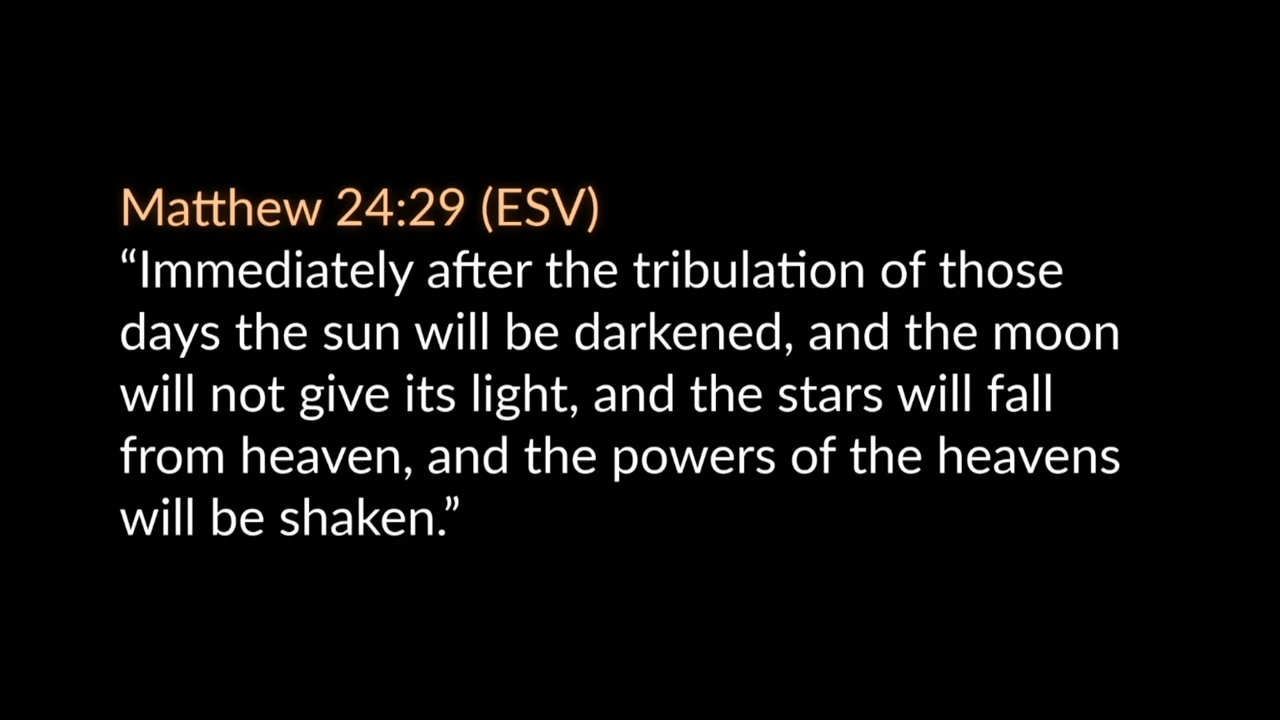 Matthew 24:29 (ESV)
“Immediately after the tribulation of those
days the sun will be darkened, and the moon
will not give its light, and the stars will fall
from heaven, and the powers of the heavens
will be shaken.”